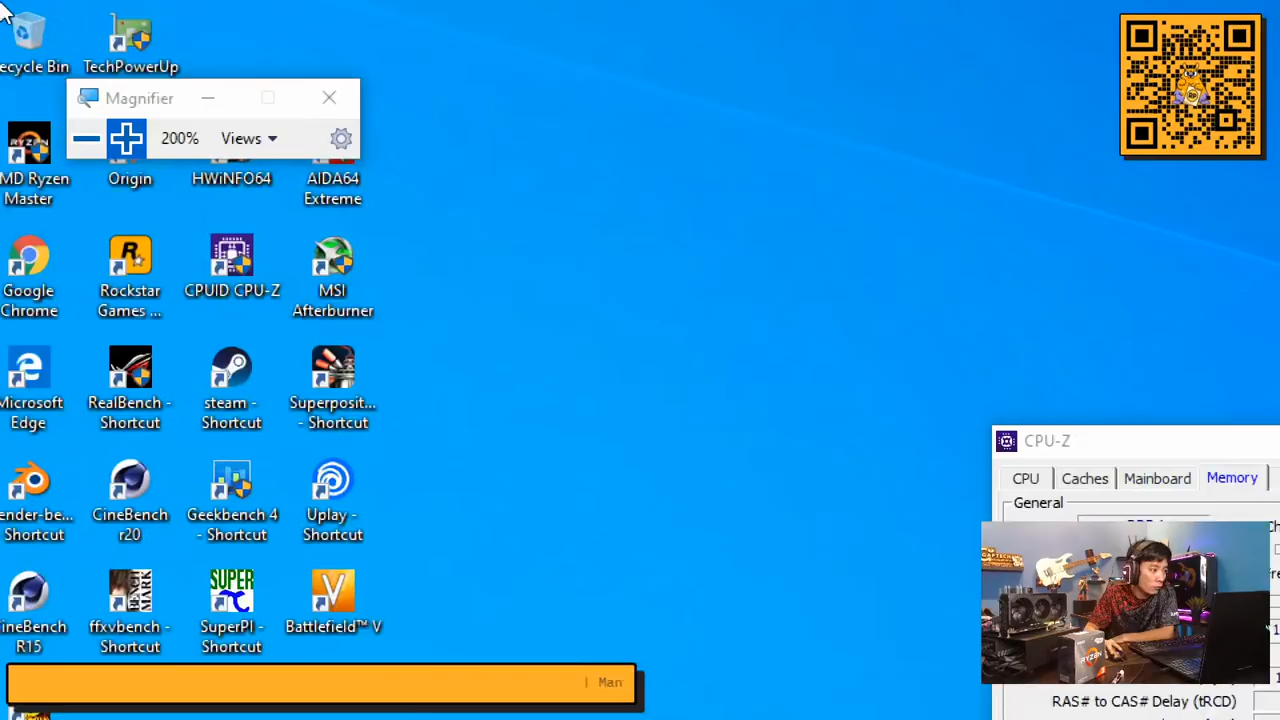 ecycle Bin
TechPowerUp
Magnifier
200%
Views
MD Ryzen
Master
Origin
HWiNFO64
AIDA64
Extreme
Google
Chrome
Rockstar
Games ...
CPUID CPU-Z
MSI
Afterburner
Microsoft
Edge
RealBench -
Shortcut
steam -
Shortcut
Superposit...
- Shortcut
ender-be...
Shortcut
CineBench
r20
Geekbench 4
- Shortcut
Uplay -
Shortcut
ineBench
R15
ffxvbench -
Shortcut
SuperPI -
Shortcut
Battlefield™ V
CPU-Z
CPU
Caches
Mainboard
Memory
General
RAS# to CAS# Delay (tRCD)
RYZEN
SUPER
| Man